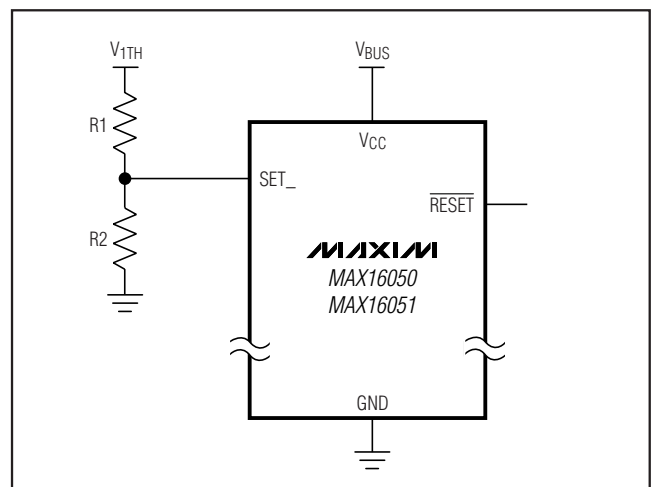 V1TH
VBUS
R1
VCC
SET_
RESET
R2
MAXIM
MAX16050
MAX16051
GND